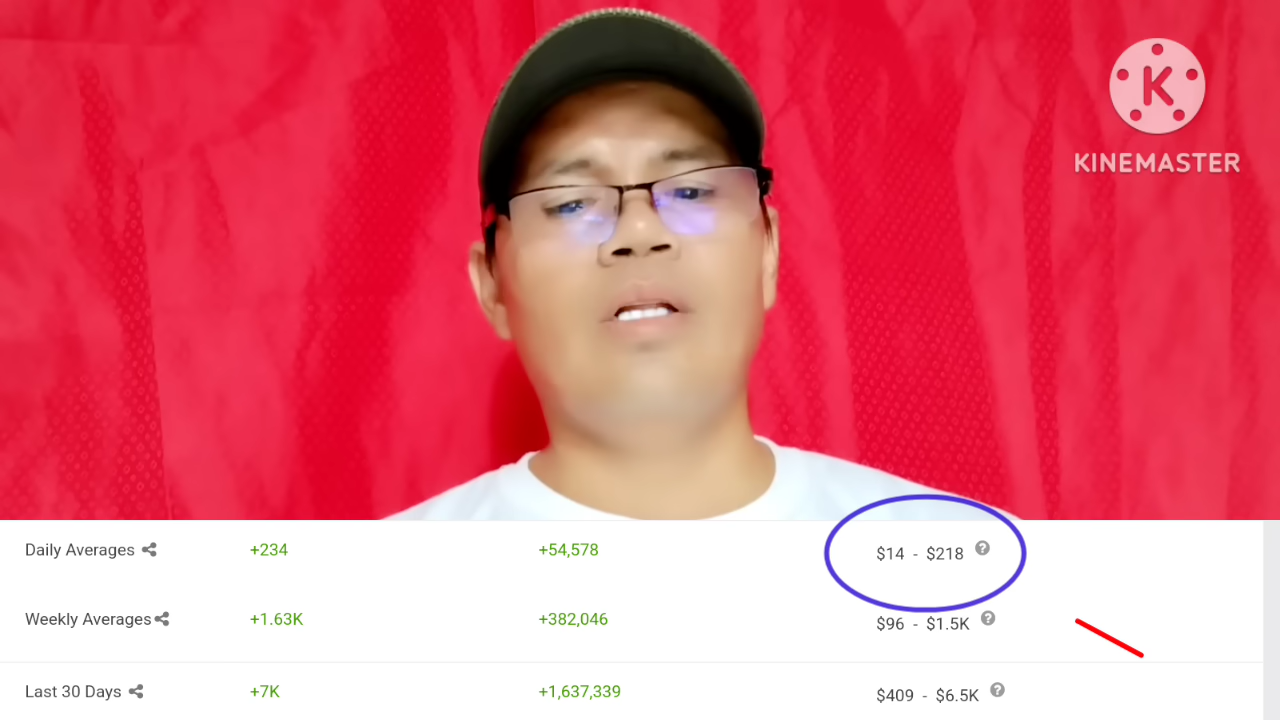 K
KINEMASTER
Daily Averages +234 +54,578 $14 - $218 ?
Weekly Averages +1.63K +382,046 $96 - $1.5K ?
Last 30 Days +7K +1,637,339 $409 - $6.5K ?